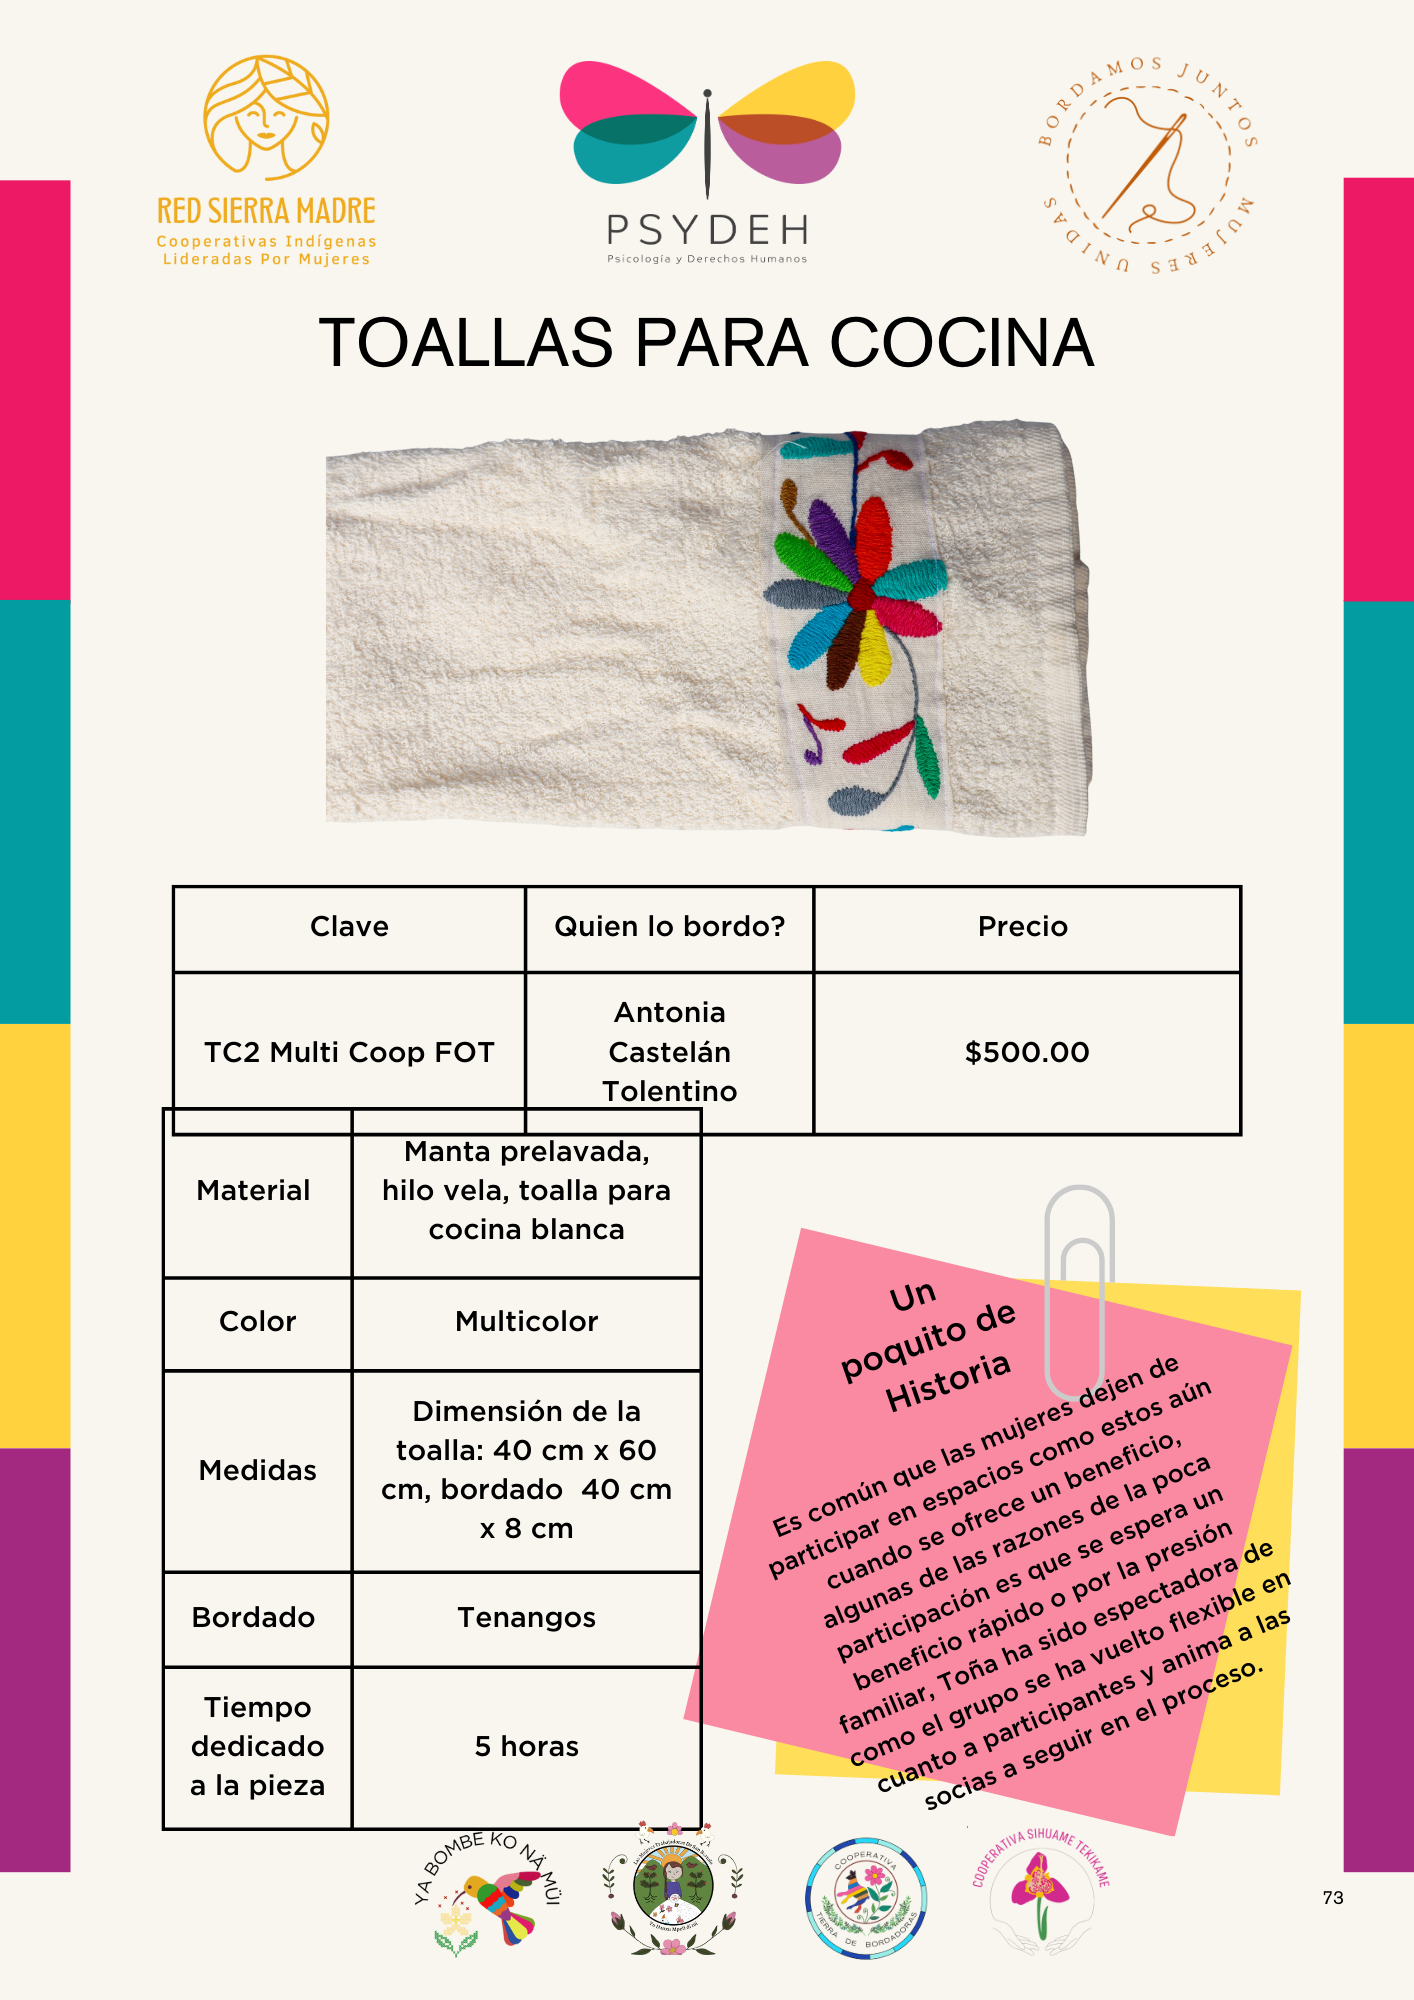 RED SIERRA MADRE
Cooperativas Indígenas
Lideradas Por Mujeres
PSYDEH
Psicología y Derechos Humanos
BORDAMOS JUNTOS
MUJERES UNIDAS
TOALLAS PARA COCINA
Clave
Quien lo bordo?
Precio
TC2 Multi Coop FOT
Antonia
Castelán
Tolentino
$500.00
Material
Manta prelavada,
hilo vela, toalla para
cocina blanca
Color
Multicolor
Medidas
Dimensión de la
toalla: 40 cm x 60
cm, bordado 40 cm
x 8 cm
Bordado
Tenangos
Tiempo
dedicado
a la pieza
5 horas
Un
poquito de
Historia
Es común que las mujeres dejen de
participar en espacios como estos aún
cuando se ofrece un beneficio,
algunas de las razones de la poca
participación es que se espera un
beneficio rápido o por la presión
familiar, Toña ha sido espectadora de
como el grupo se ha vuelto flexible en
cuanto a participantes y anima a las
socias a seguir en el proceso.
YA BOMBE KO NÄ MÜI
COOPERATIVA
TIERRA DE BORDADORAS
COOPERATIVA SIHUAME TEKIKAME
73